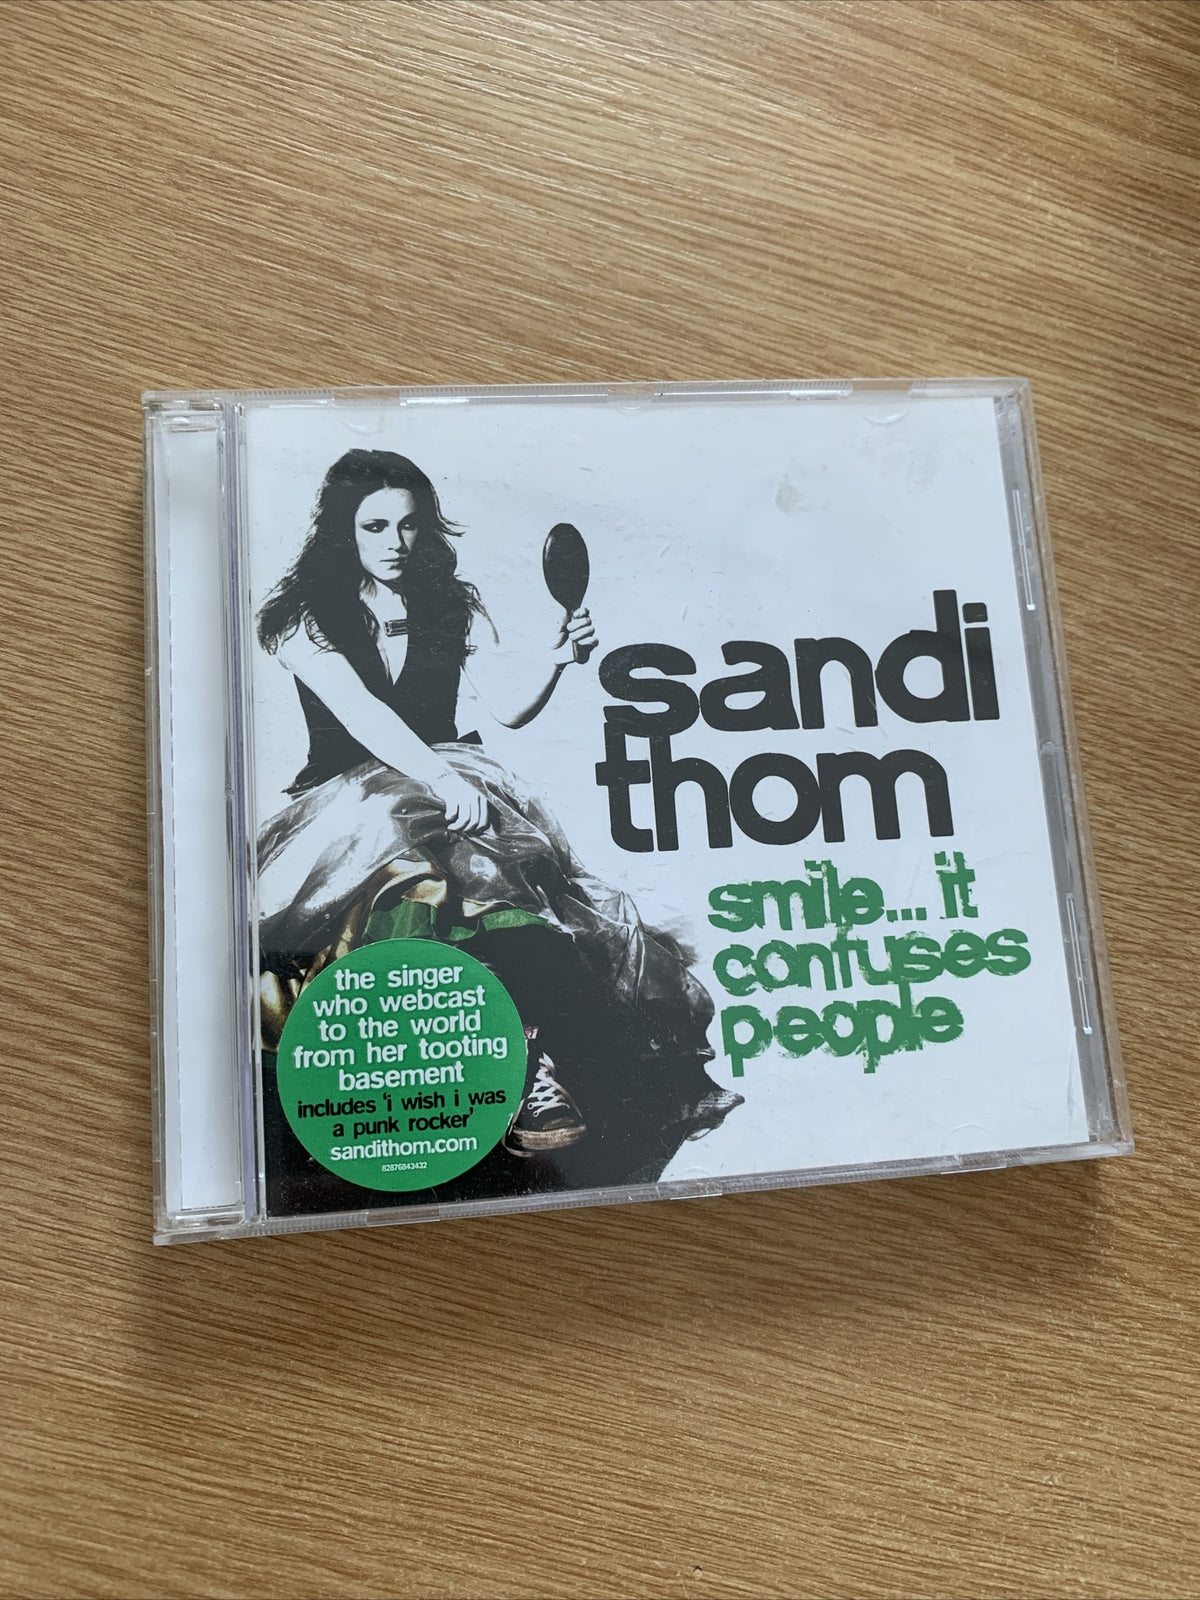 sandi
thom
smile... it
confuses
people
the singer
who webcast
to the world
from her tooting
basement
includes 'i wish i was
a punk rocker'
sandithom.com
82876843432